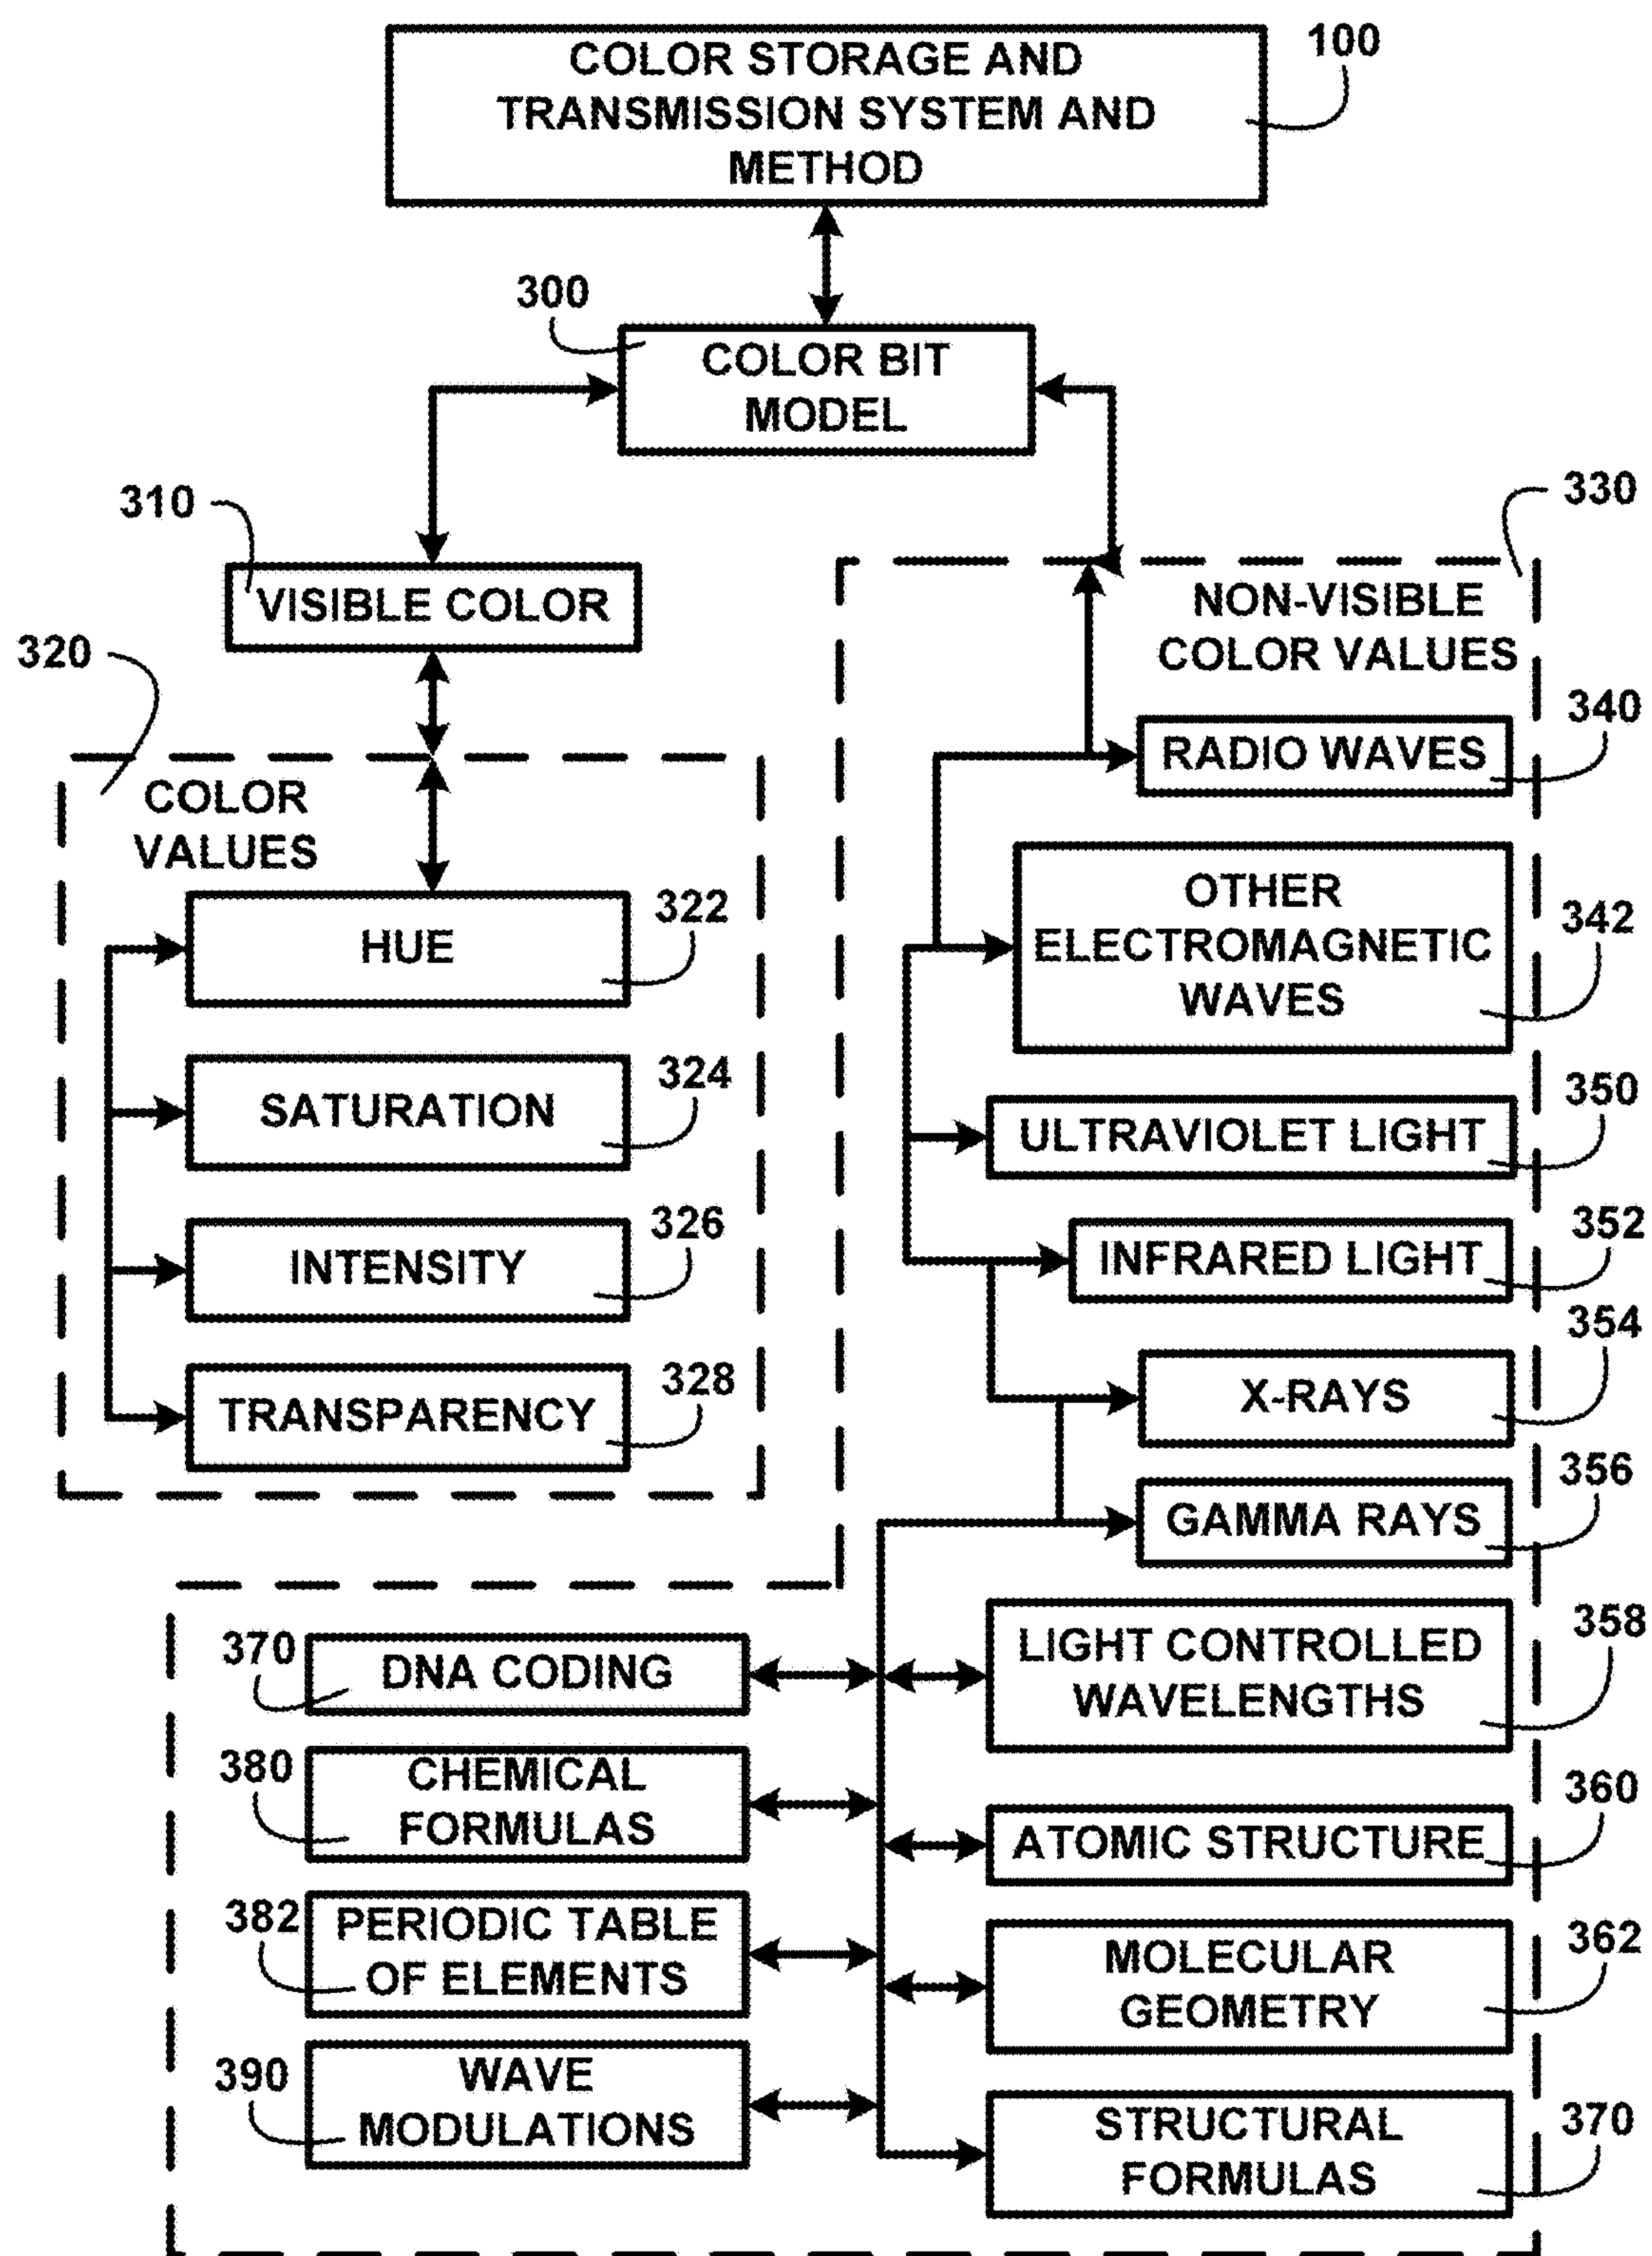 COLOR STORAGE AND
TRANSMISSION SYSTEM AND
METHOD
100
300
COLOR BIT
MODEL
310
VISIBLE COLOR
320
COLOR
VALUES
HUE
322
SATURATION
324
INTENSITY
326
TRANSPARENCY
328
330
NON-VISIBLE
COLOR VALUES
RADIO WAVES
340
OTHER
ELECTROMAGNETIC
WAVES
342
ULTRAVIOLET LIGHT
350
INFRARED LIGHT
352
X-RAYS
354
GAMMA RAYS
356
370
DNA CODING
380
CHEMICAL
FORMULAS
382
PERIODIC TABLE
OF ELEMENTS
390
WAVE
MODULATIONS
LIGHT CONTROLLED
WAVELENGTHS
358
ATOMIC STRUCTURE
360
MOLECULAR
GEOMETRY
362
STRUCTURAL
FORMULAS
370